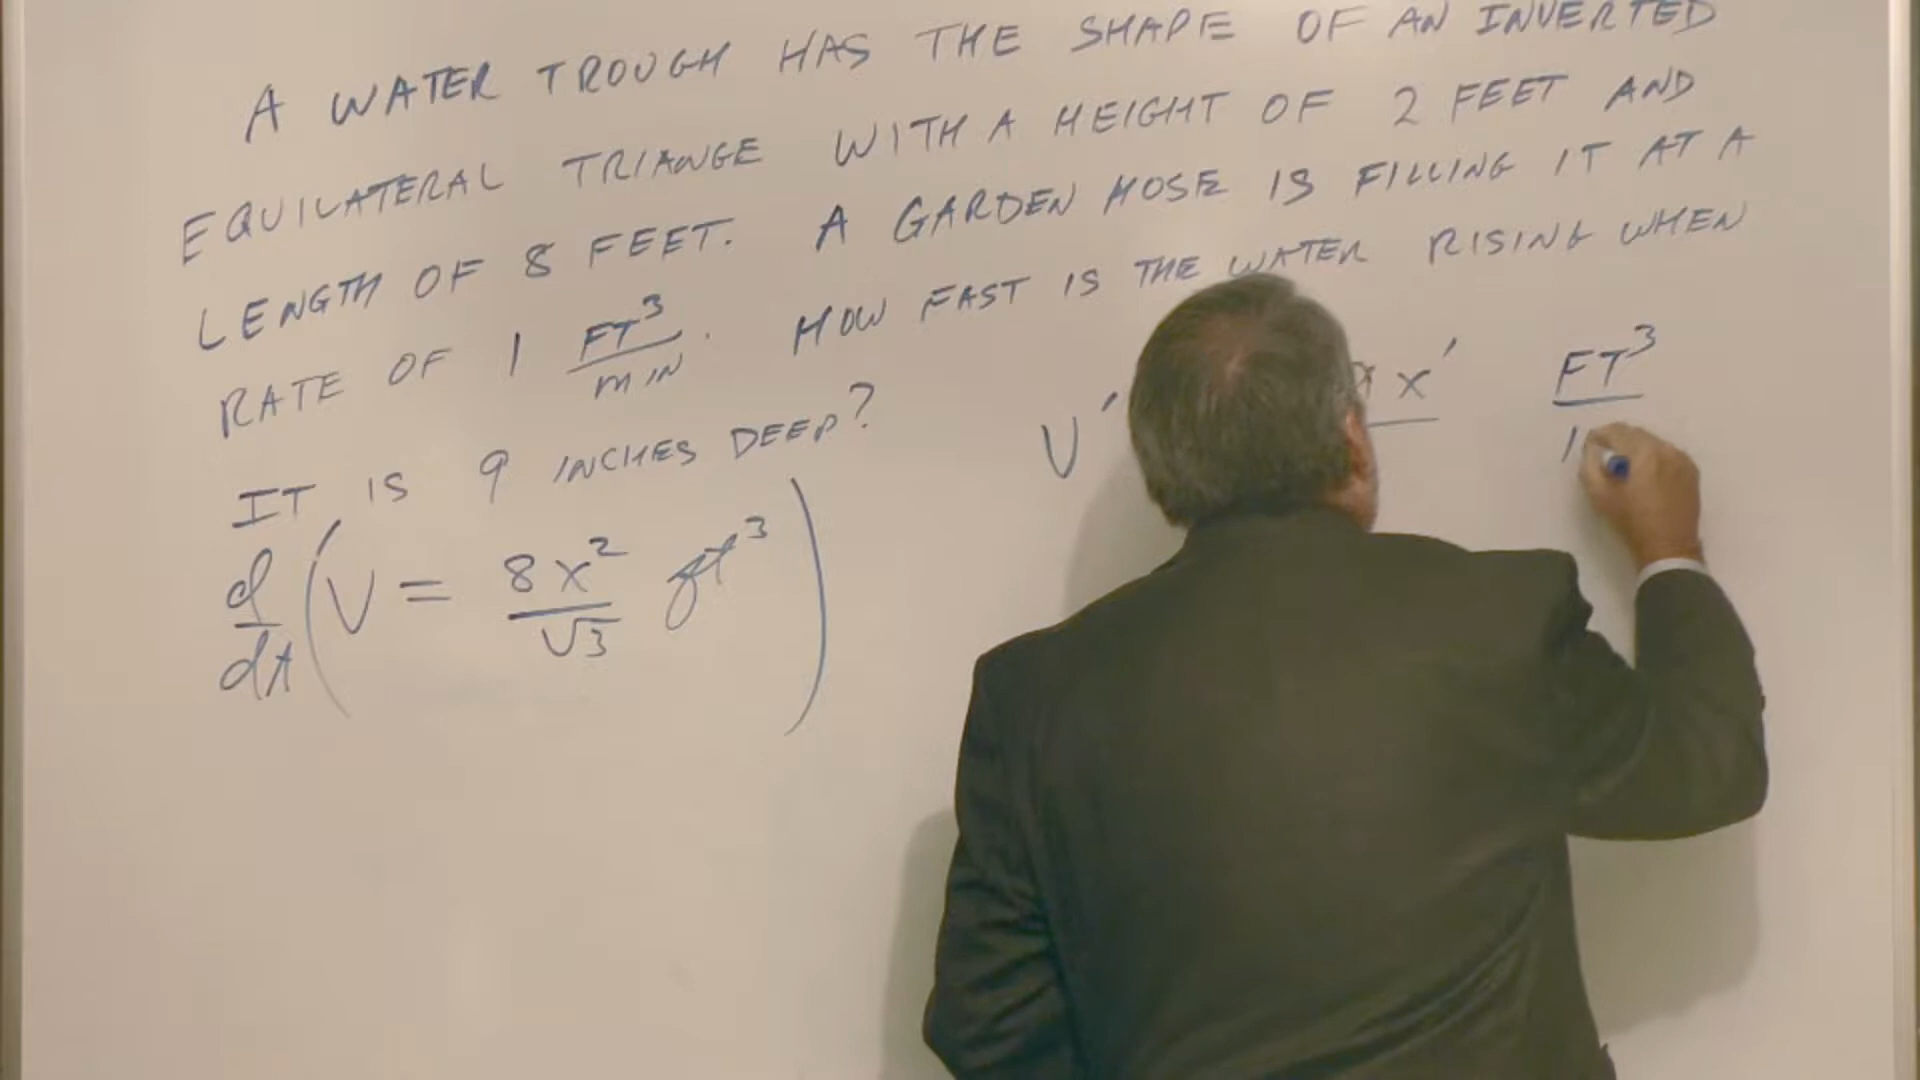 A WATER TROUGH HAS THE SHAPE OF AN INVERTED
EQUILATERAL TRIANGE WITH A HEIGHT OF 2 FEET AND
LENGTH OF 8 FEET. A GARDEN HOSE IS FILLING IT AT A
RATE OF 1 FT³/MIN. HOW FAST IS THE WATER RISING WHEN
IT IS 9 INCHES DEEP?
V' x' FT³
d/dt (V = 8x²/√3 ft³)